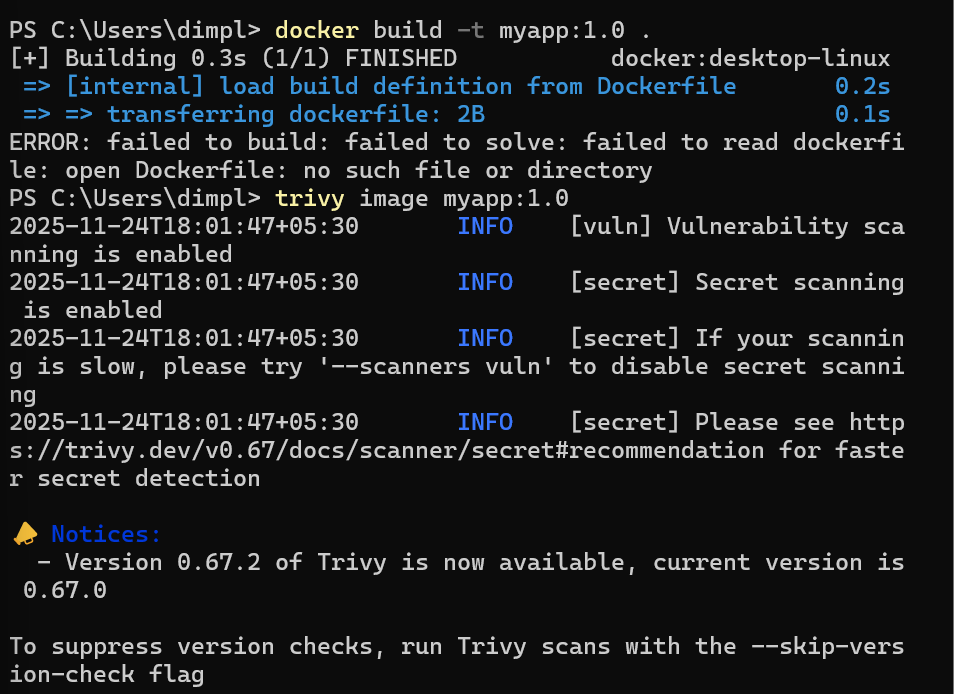 PS C:\Users\dimpl> docker build -t myapp:1.0 .
[+] Building 0.3s (1/1) FINISHED                  docker:desktop-linux
 => [internal] load build definition from Dockerfile       0.2s
 => => transferring dockerfile: 2B                         0.1s
ERROR: failed to build: failed to solve: failed to read dockerfi
le: open Dockerfile: no such file or directory
PS C:\Users\dimpl> trivy image myapp:1.0
2025-11-24T18:01:47+05:30       INFO    [vuln] Vulnerability sca
nning is enabled
2025-11-24T18:01:47+05:30       INFO    [secret] Secret scanning
 is enabled
2025-11-24T18:01:47+05:30       INFO    [secret] If your scannin
g is slow, please try '--scanners vuln' to disable secret scanni
ng
2025-11-24T18:01:47+05:30       INFO    [secret] Please see http
s://trivy.dev/v0.67/docs/scanner/secret#recommendation for faste
r secret detection
📣 Notices:
  - Version 0.67.2 of Trivy is now available, current version is
 0.67.0
To suppress version checks, run Trivy scans with the --skip-vers
ion-check flag